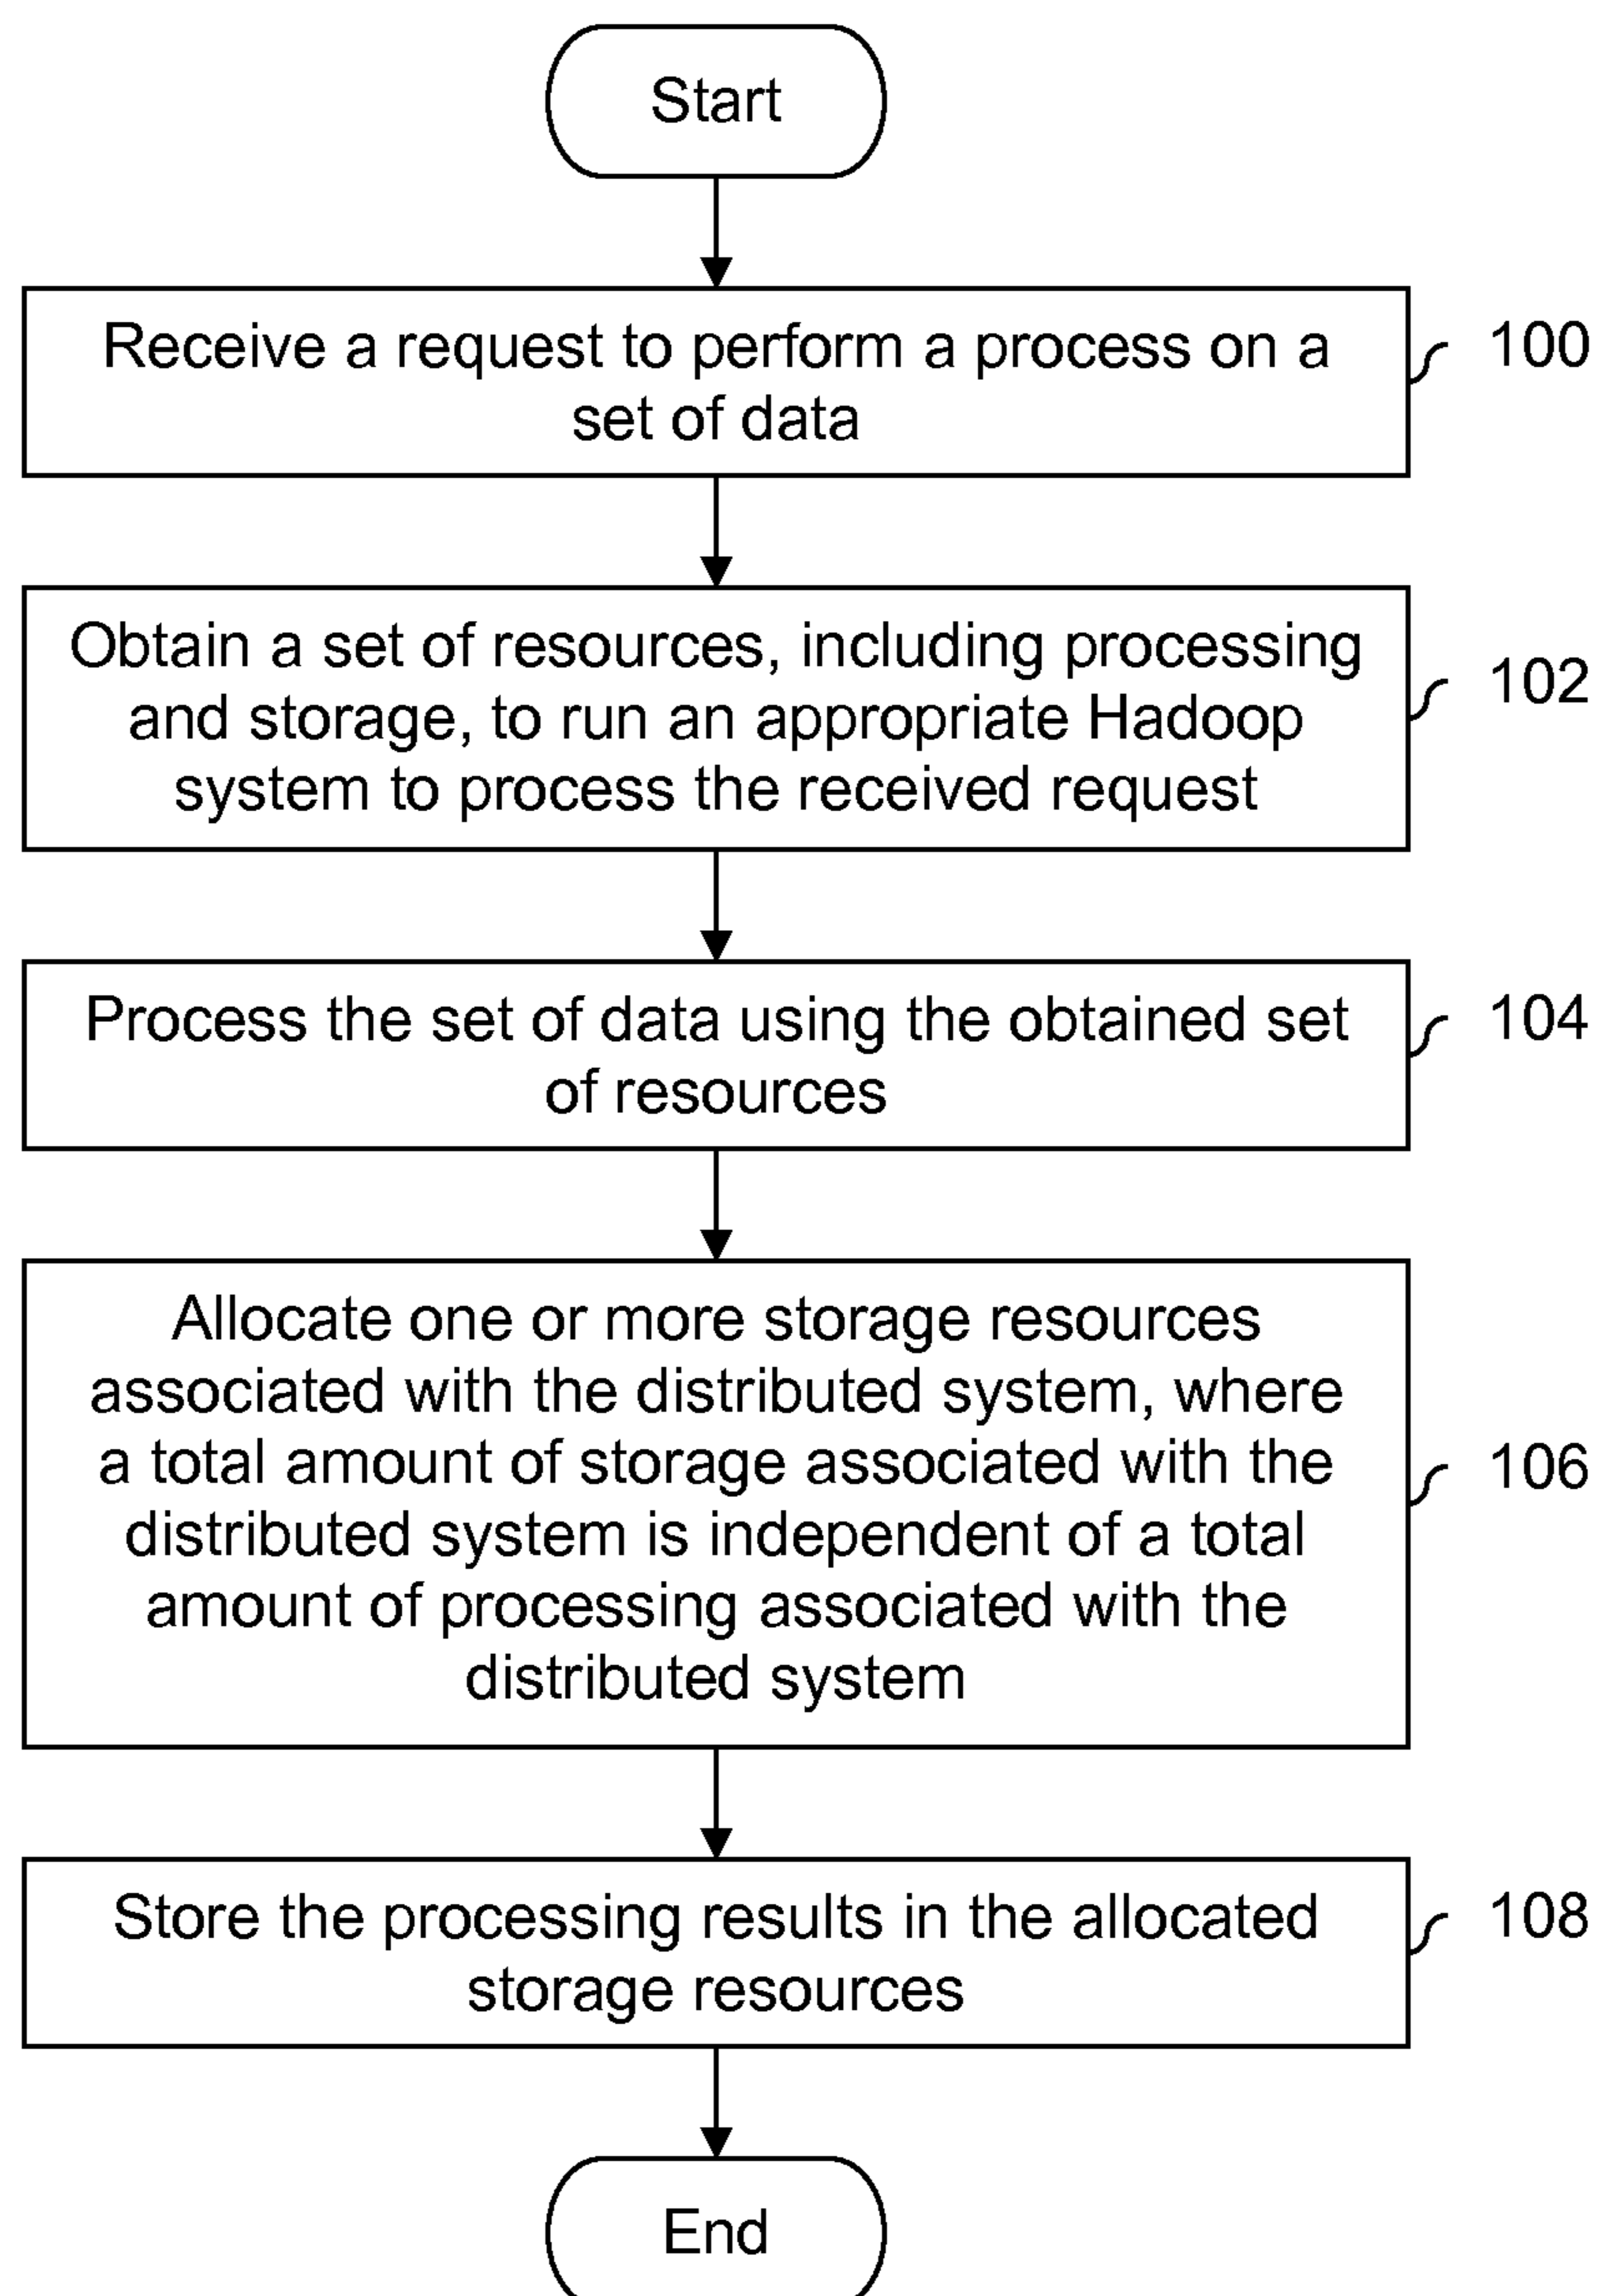 Start
Receive a request to perform a process on a
set of data
100
Obtain a set of resources, including processing
and storage, to run an appropriate Hadoop
system to process the received request
102
Process the set of data using the obtained set
of resources
104
Allocate one or more storage resources
associated with the distributed system, where
a total amount of storage associated with the
distributed system is independent of a total
amount of processing associated with the
distributed system
106
Store the processing results in the allocated
storage resources
108
End